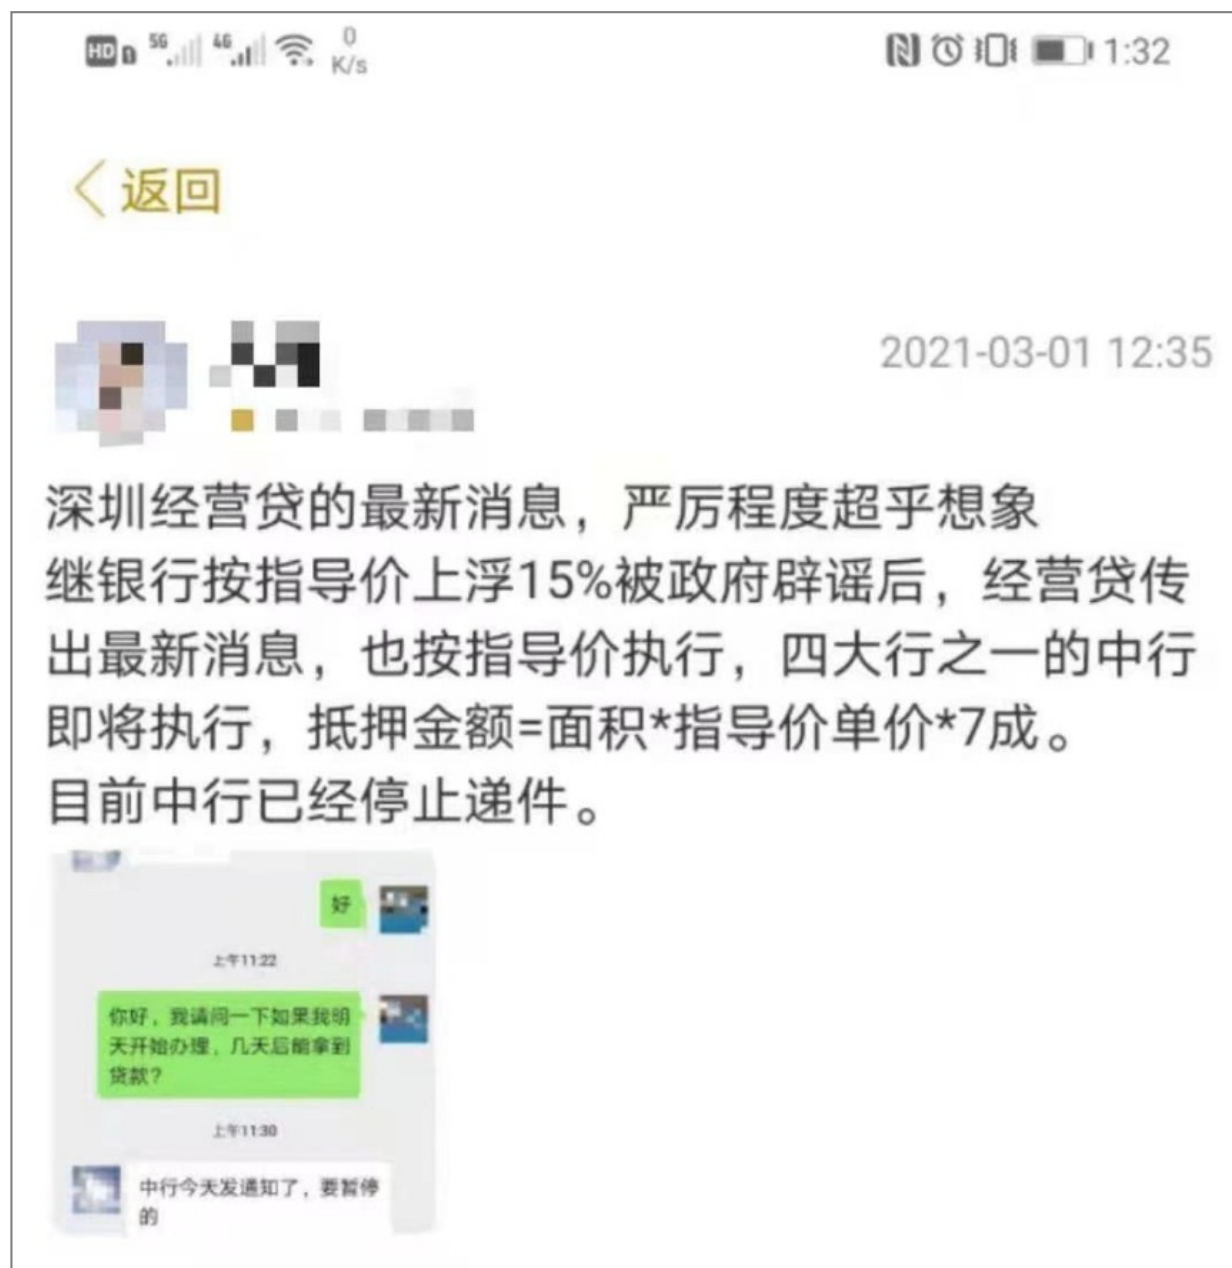 HD 5G 4G 0 K/s 1:32
返回
2021-03-01 12:35
深圳经营贷的最新消息，严厉程度超乎想象
继银行按指导价上浮15%被政府辟谣后，经营贷传
出最新消息，也按指导价执行，四大行之一的中行
即将执行，抵押金额=面积*指导价单价*7成。
目前中行已经停止递件。
好
上午11:22
你好，我请问一下如果我明
天开始办理，几天后能拿到
贷款？
上午11:30
中行今天发通知了，要暂停
的